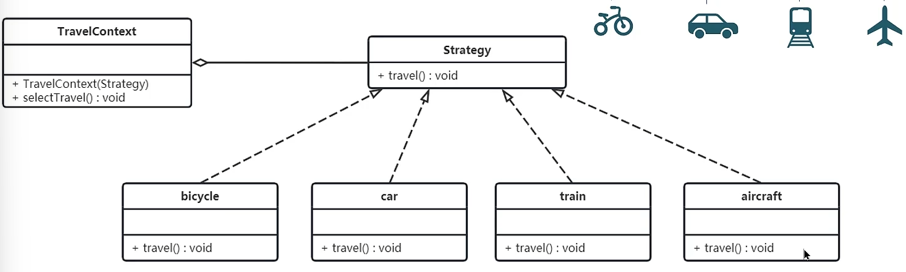 TravelContext
+ TravelContext(Strategy)
+ selectTravel() : void
Strategy
+ travel() : void
bicycle
+ travel() : void
car
+ travel() : void
train
+ travel() : void
aircraft
+ travel() : void